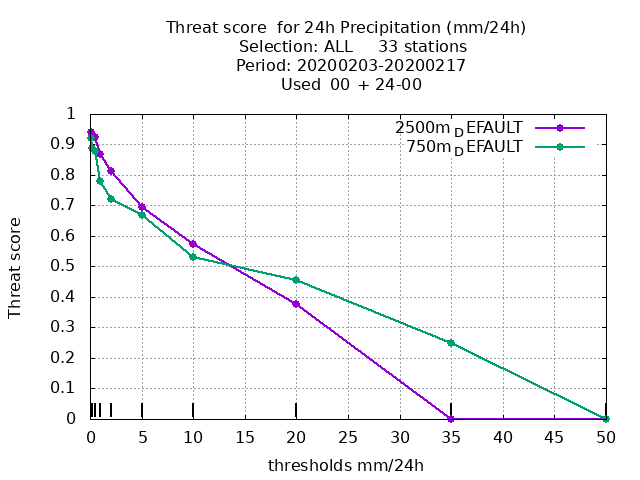 Threat score  for 24h Precipitation (mm/24h)
Selection: ALL     33 stations
Period: 20200203-20200217
Used  00 + 24-00
2500m_DEFAULT
750m_DEFAULT
1
0.9
0.8
0.7
0.6
0.5
0.4
0.3
0.2
0.1
0
Threat score
0 5 10 15 20 25 30 35 40 45 50
thresholds mm/24h